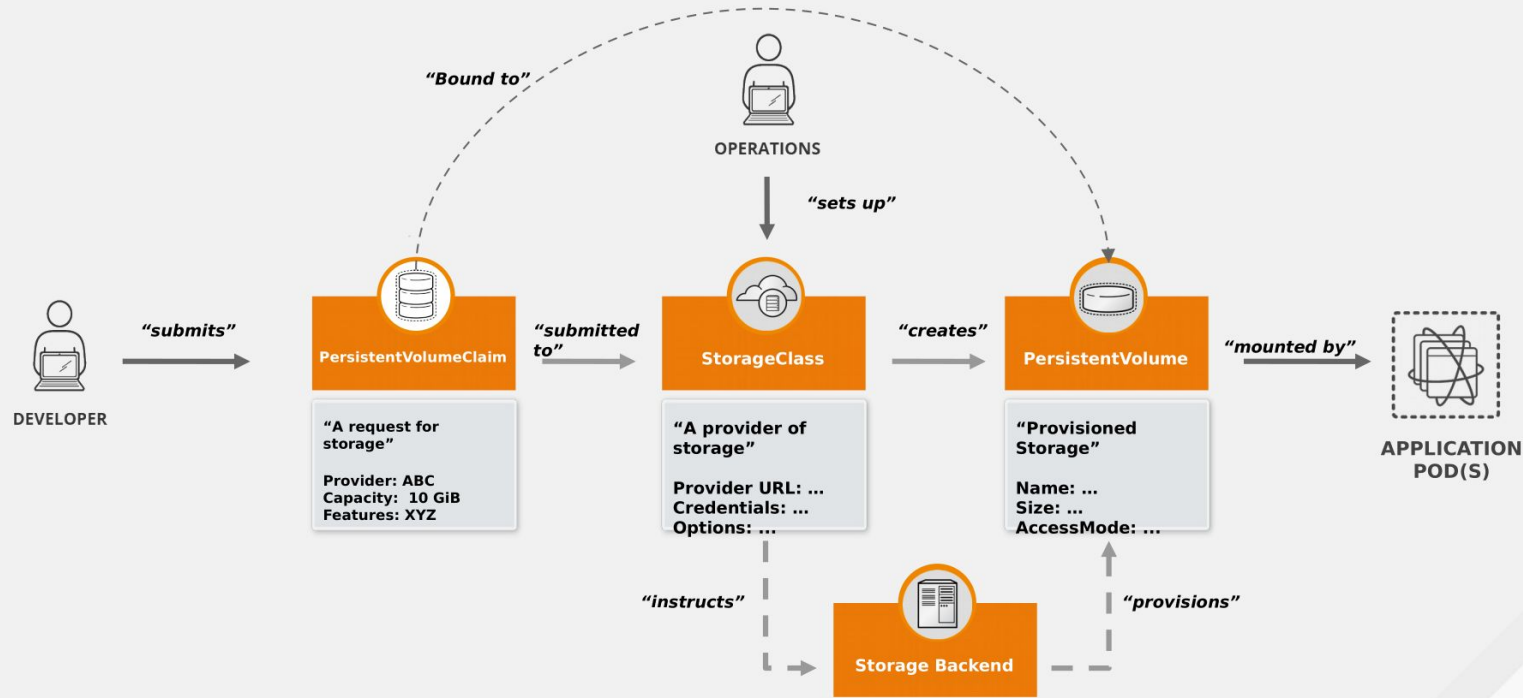 “Bound to”
OPERATIONS
“sets up”
DEVELOPER
“submits”
PersistentVolumeClaim
“A request for
storage”
Provider: ABC
Capacity:  10 GiB
Features: XYZ
“submitted
to”
StorageClass
“A provider of
storage”
Provider URL: ...
Credentials: ...
Options: ...
“creates”
PersistentVolume
“Provisioned
Storage”
Name: ...
Size: ...
AccessMode: ...
“mounted by”
APPLICATION
POD(S)
“instructs”
Storage Backend
“provisions”